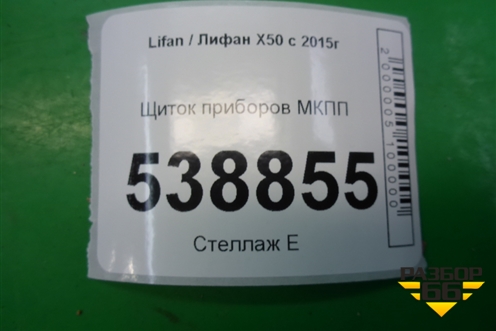 Lifan / Лифан X50 с 2015г
Щиток приборов МКПП
538855
Стеллаж Е
2000005100000
РАЗБОР
66